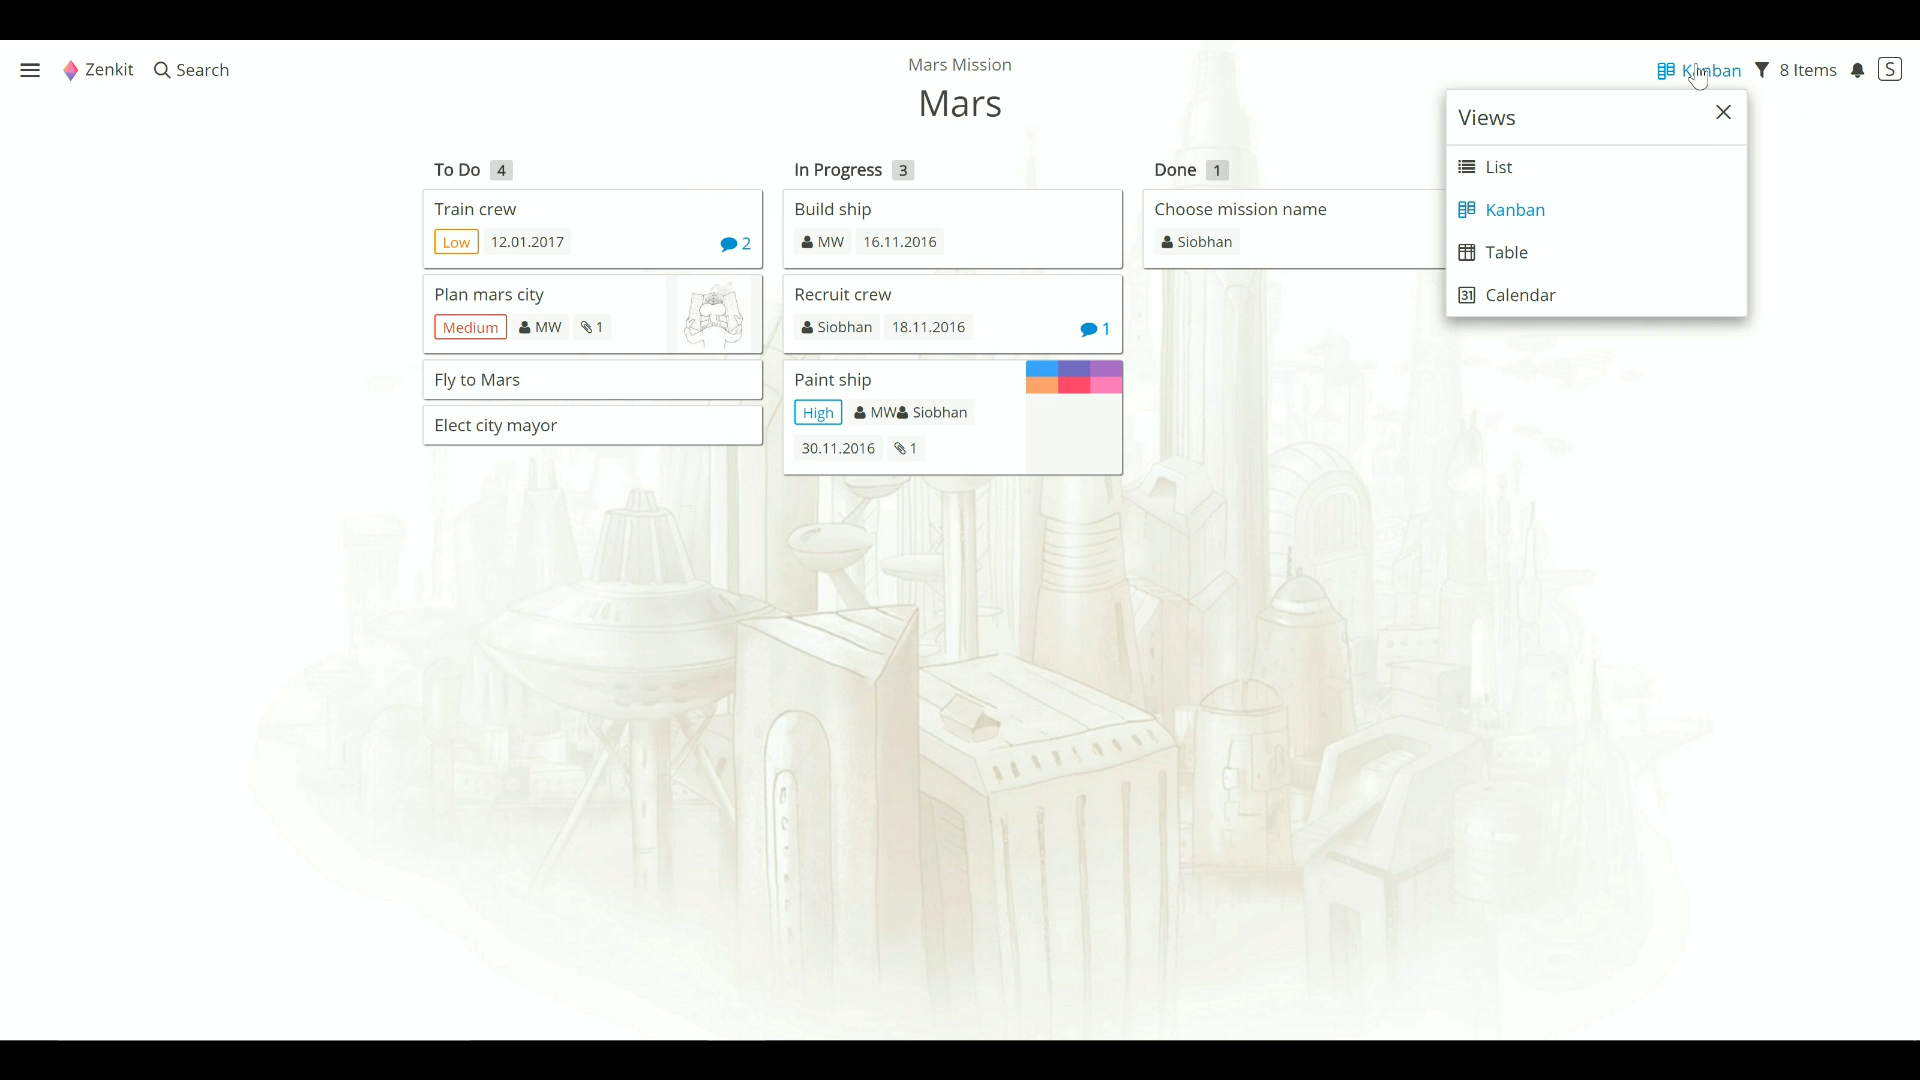 Zenkit Search
Mars Mission
Mars
Kanban 8 Items S
Views
List
Kanban
Table
31 Calendar
To Do 4
Train crew
Low 12.01.2017 2
Plan mars city
Medium MW 1
Fly to Mars
Elect city mayor
In Progress 3
Build ship
MW 16.11.2016
Recruit crew
Siobhan 18.11.2016 1
Paint ship
High MW Siobhan
30.11.2016 1
Done 1
Choose mission name
Siobhan